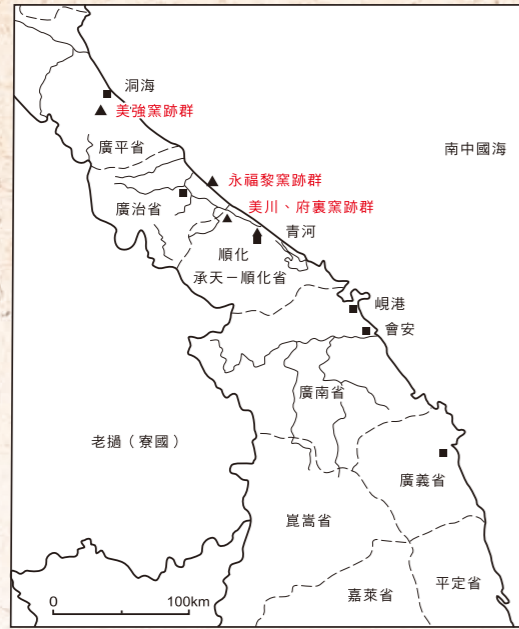 洞海
美強窯跡群
廣平省
南中國海
永福黎窯跡群
廣治省
美川、府裏窯跡群
青河
順化
承天－順化省
峴港
會安
廣南省
老撾（寮國）
廣義省
崑嵩省
嘉萊省
平定省
0 100km